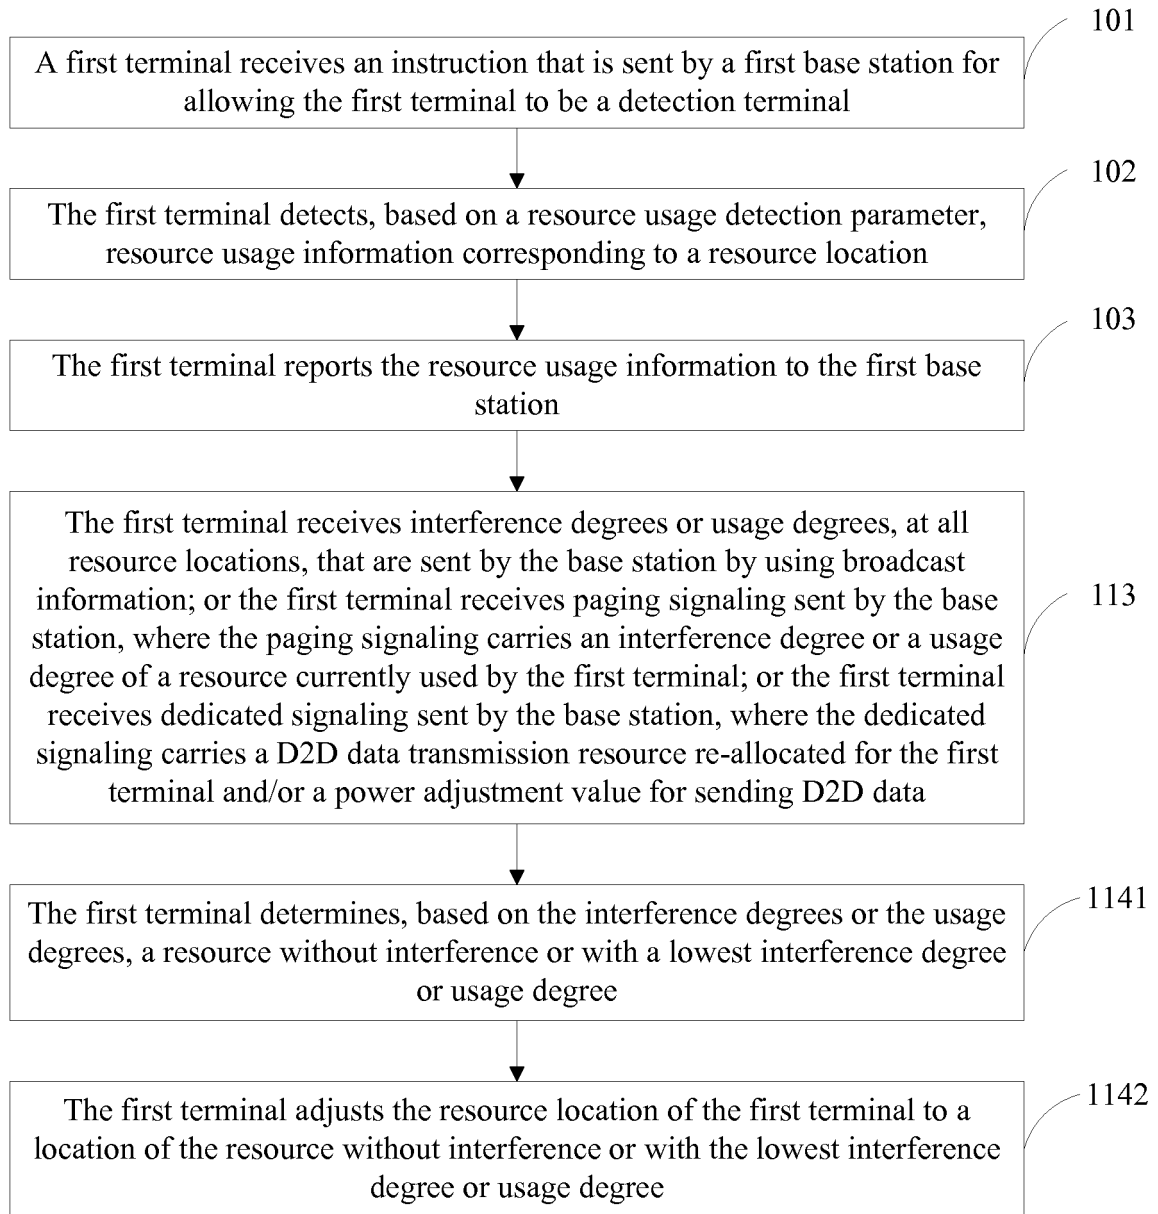 101
A first terminal receives an instruction that is sent by a first base station for
allowing the first terminal to be a detection terminal
102
The first terminal detects, based on a resource usage detection parameter,
resource usage information corresponding to a resource location
103
The first terminal reports the resource usage information to the first base
station
The first terminal receives interference degrees or usage degrees, at all
resource locations, that are sent by the base station by using broadcast
information; or the first terminal receives paging signaling sent by the base
station, where the paging signaling carries an interference degree or a usage
degree of a resource currently used by the first terminal; or the first terminal
receives dedicated signaling sent by the base station, where the dedicated
signaling carries a D2D data transmission resource re-allocated for the first
terminal and/or a power adjustment value for sending D2D data
113
The first terminal determines, based on the interference degrees or the usage
degrees, a resource without interference or with a lowest interference degree
or usage degree
1141
The first terminal adjusts the resource location of the first terminal to a
location of the resource without interference or with the lowest interference
degree or usage degree
1142